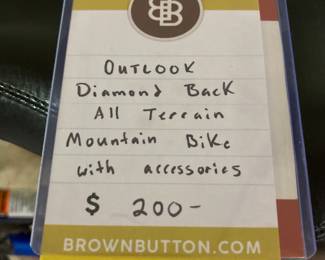 BB
OUTLOOK
Diamond Back
All Terrain
Mountain Bike
with accessories
$ 200-
BROWNBUTTON.COM